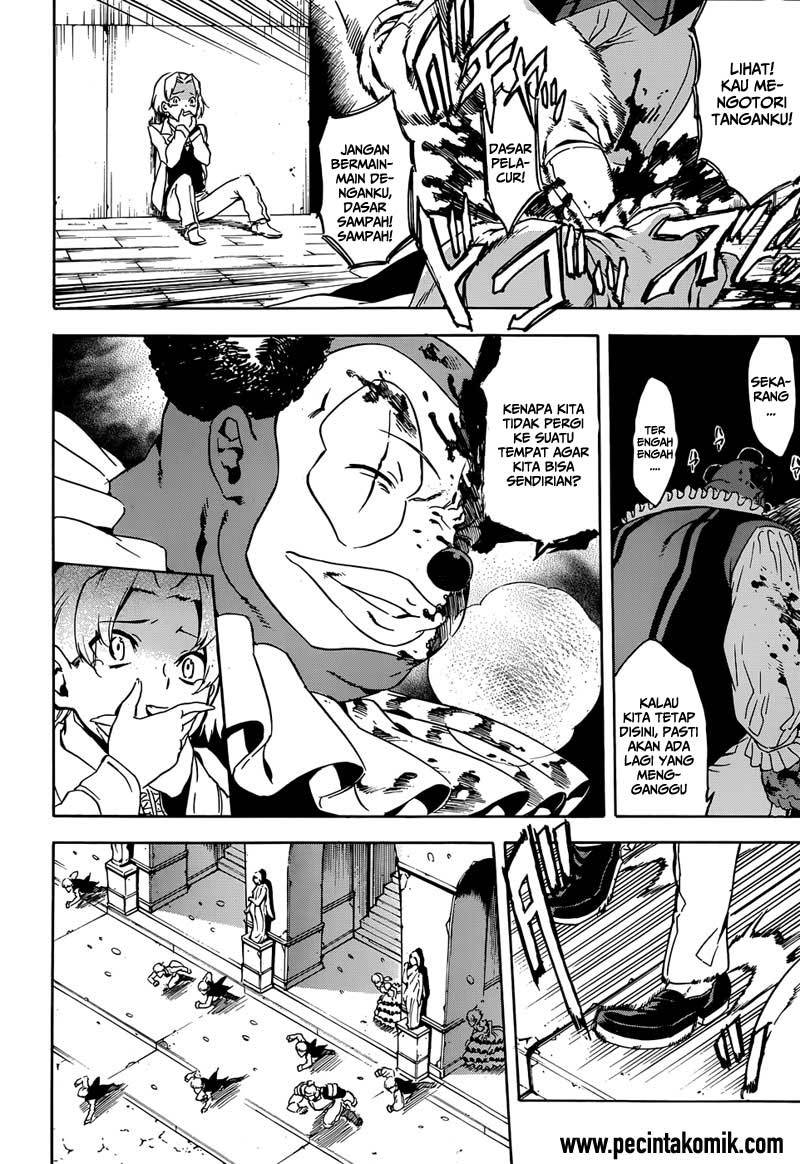 LIHAT!
KAU ME-
NGOTORI
TANGANKU!
DASAR
PELA-
CUR!
JANGAN
BERMAIN-
MAIN DE-
NGANKU,
DASAR
SAMPAH!
SAMPAH!
SEKA-
RANG
...
TER
ENGAH
ENGAH
....
KENAPA KITA
TIDAK PERGI
KE SUATU
TEMPAT AGAR
KITA BISA
SENDIRIAN?
KALAU
KITA TETAP
DISINI, PASTI
AKAN ADA
LAGI YANG
MENG-
GANGGU
www.pecintakomik.com